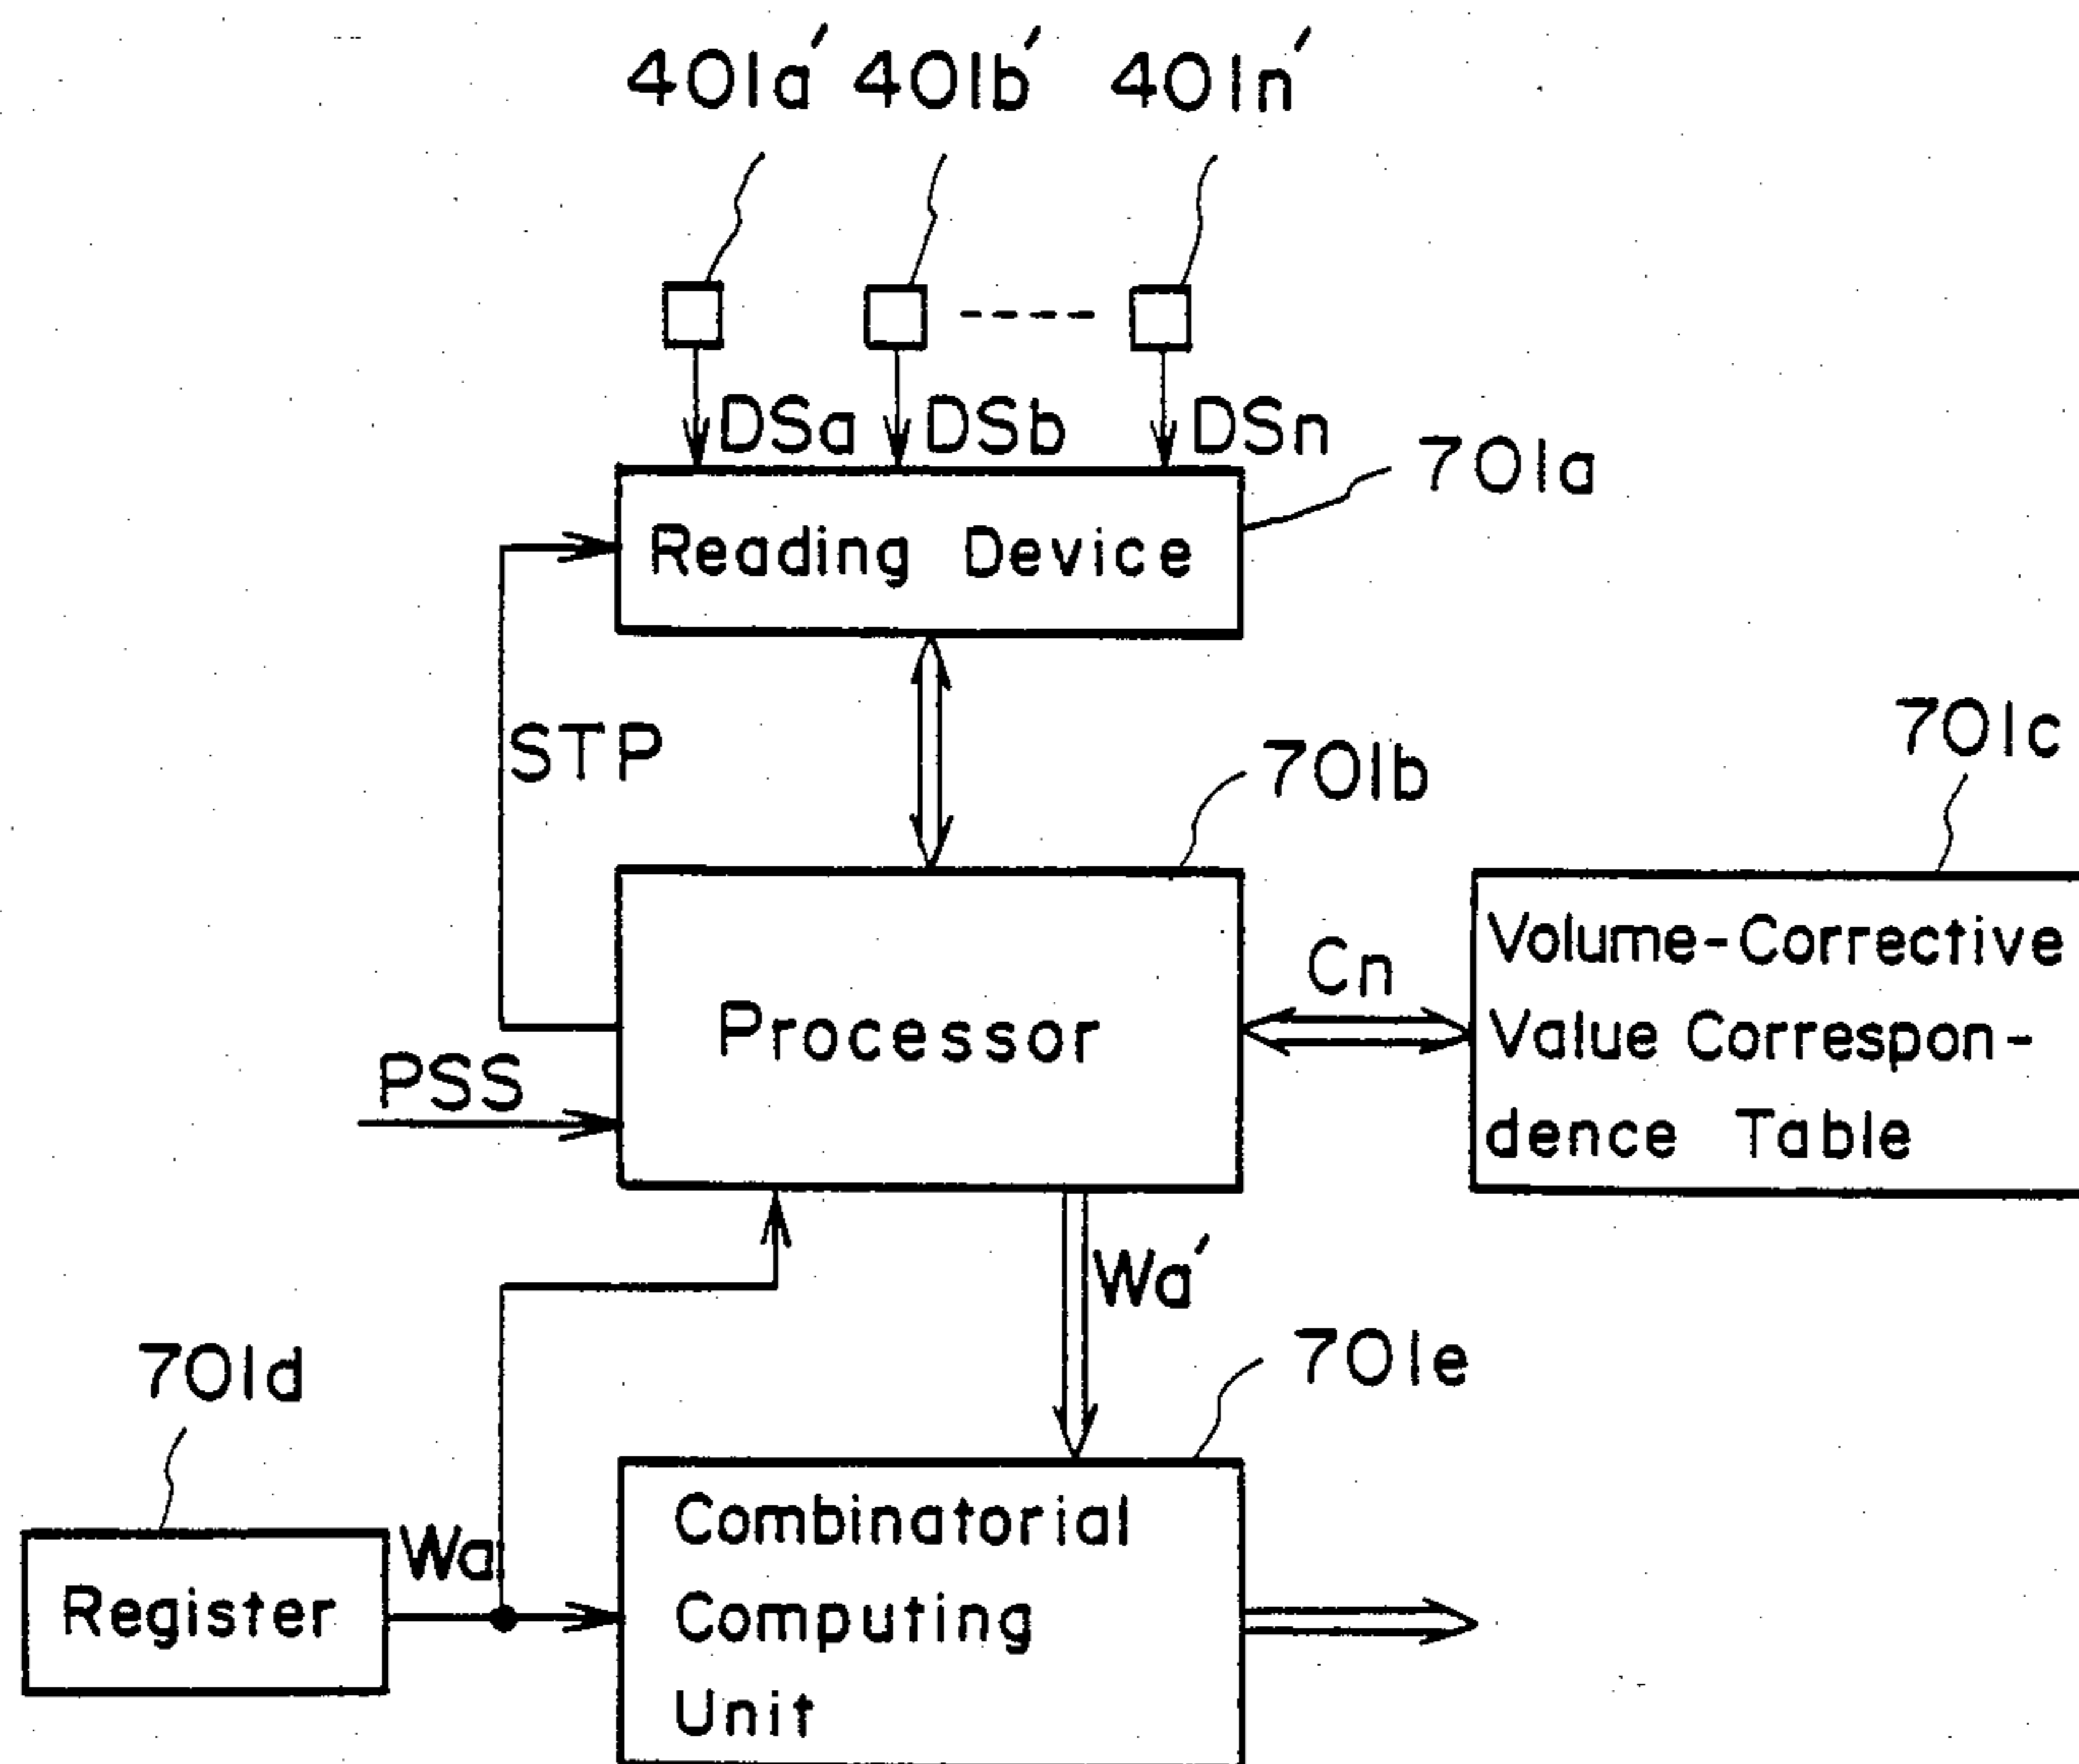 401a' 401b' 401n'
DSa DSb DSn
701a
Reading Device
STP
701b
701c
Cn
Volume-Corrective
Value Correspon-
dence Table
Processor
PSS
Wa'
701d
701e
Wa
Register
Combinatorial
Computing
Unit